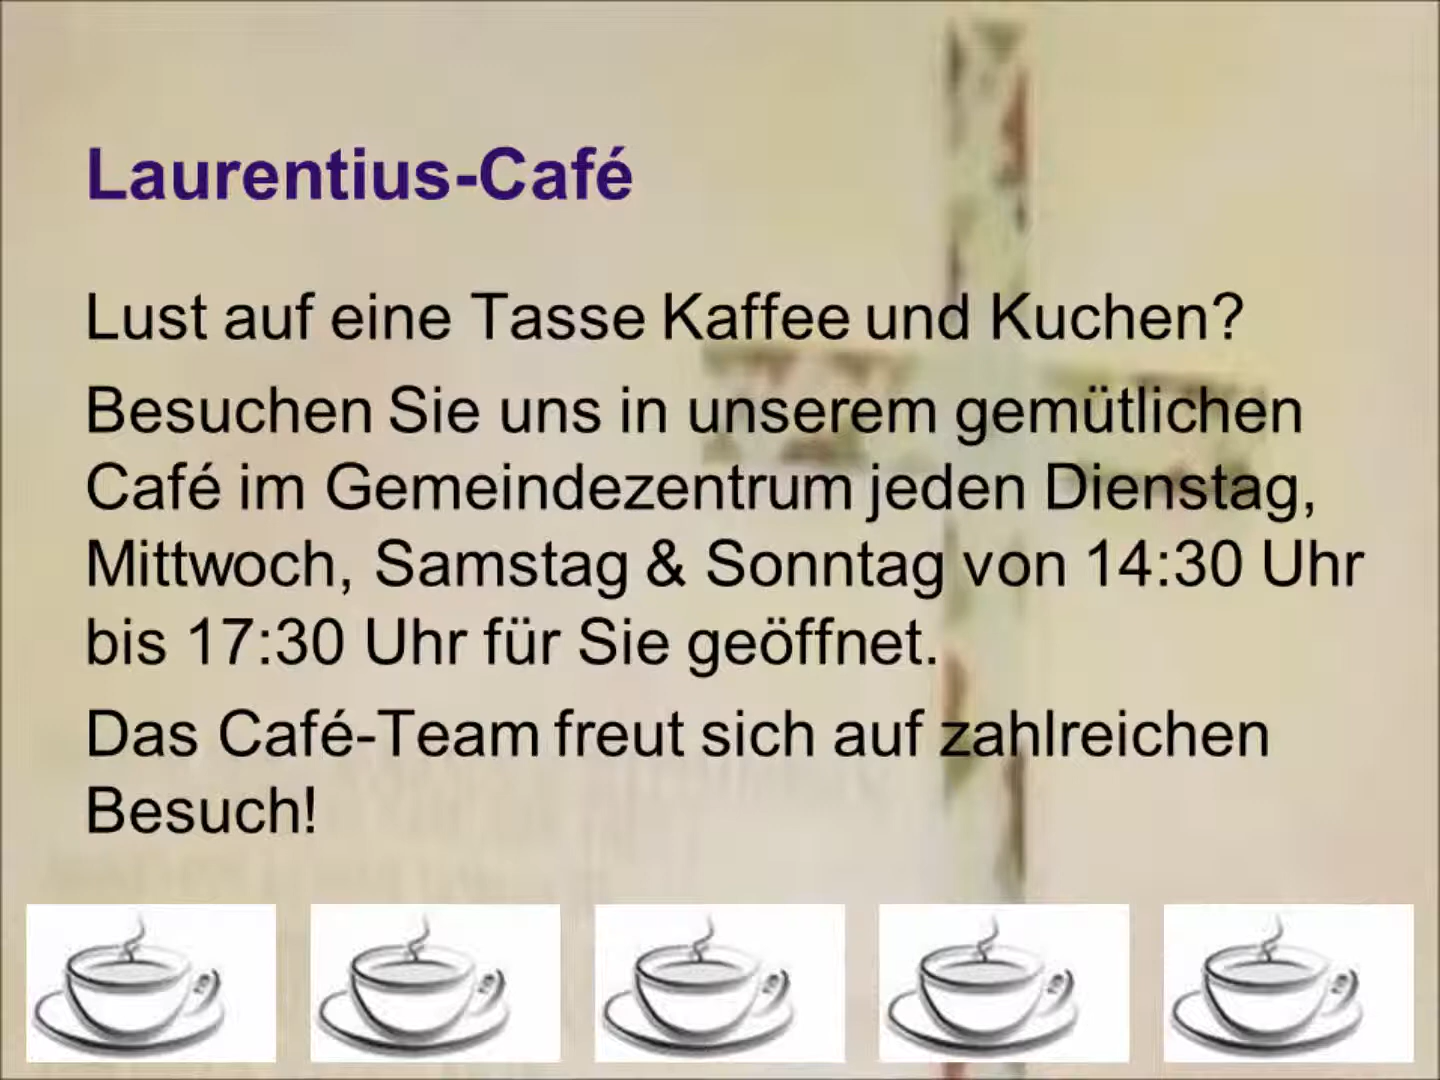 Laurentius-Café
Lust auf eine Tasse Kaffee und Kuchen?
Besuchen Sie uns in unserem gemütlichen
Café im Gemeindezentrum jeden Dienstag,
Mittwoch, Samstag & Sonntag von 14:30 Uhr
bis 17:30 Uhr für Sie geöffnet.
Das Café-Team freut sich auf zahlreichen
Besuch!